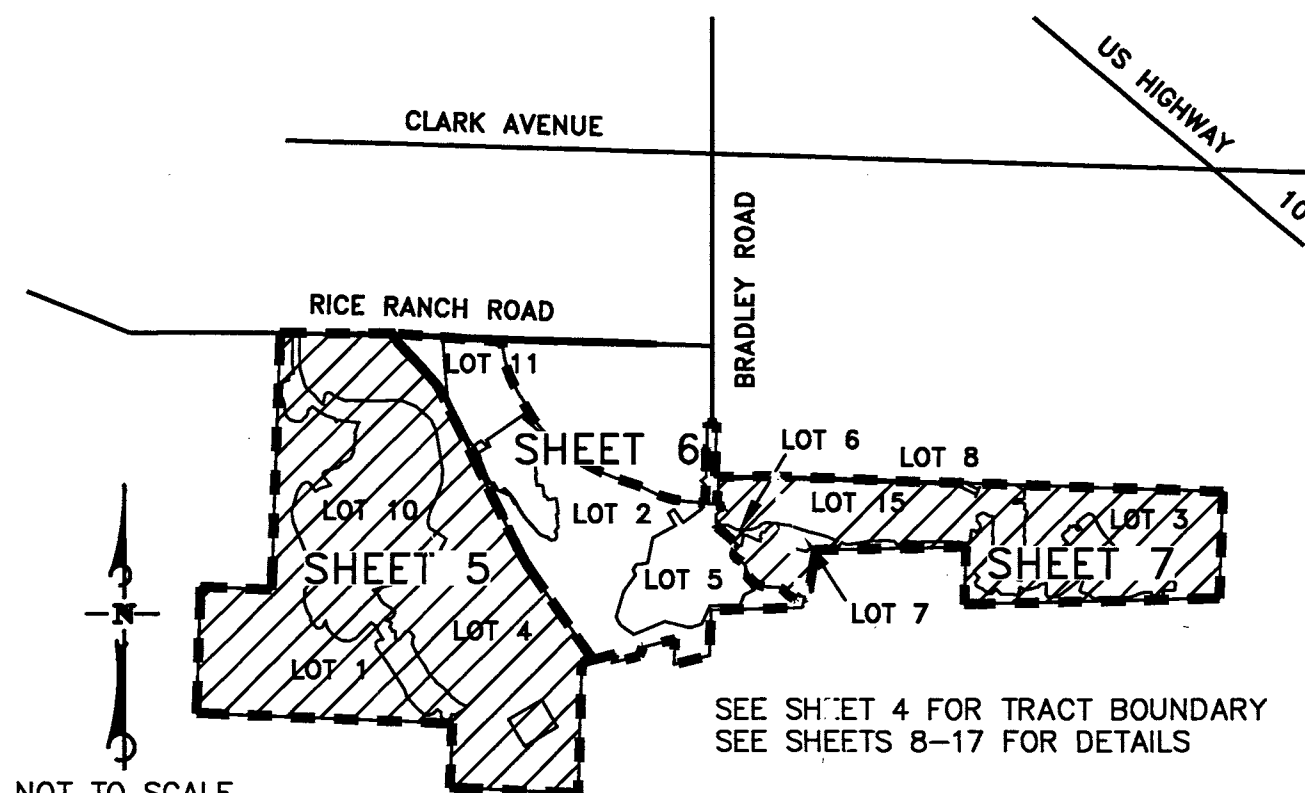 US HIGHWAY
10
CLARK AVENUE
BRADLEY ROAD
RICE RANCH ROAD
LOT 11
SHEET 6
LOT 6
LOT 8
LOT 10
LOT 2
LOT 15
LOT 3
SHEET 5
LOT 5
SHEET 7
N
LOT 4
LOT 7
LOT 1
SEE SHEET 4 FOR TRACT BOUNDARY
SEE SHEETS 8-17 FOR DETAILS
NOT TO SCALE